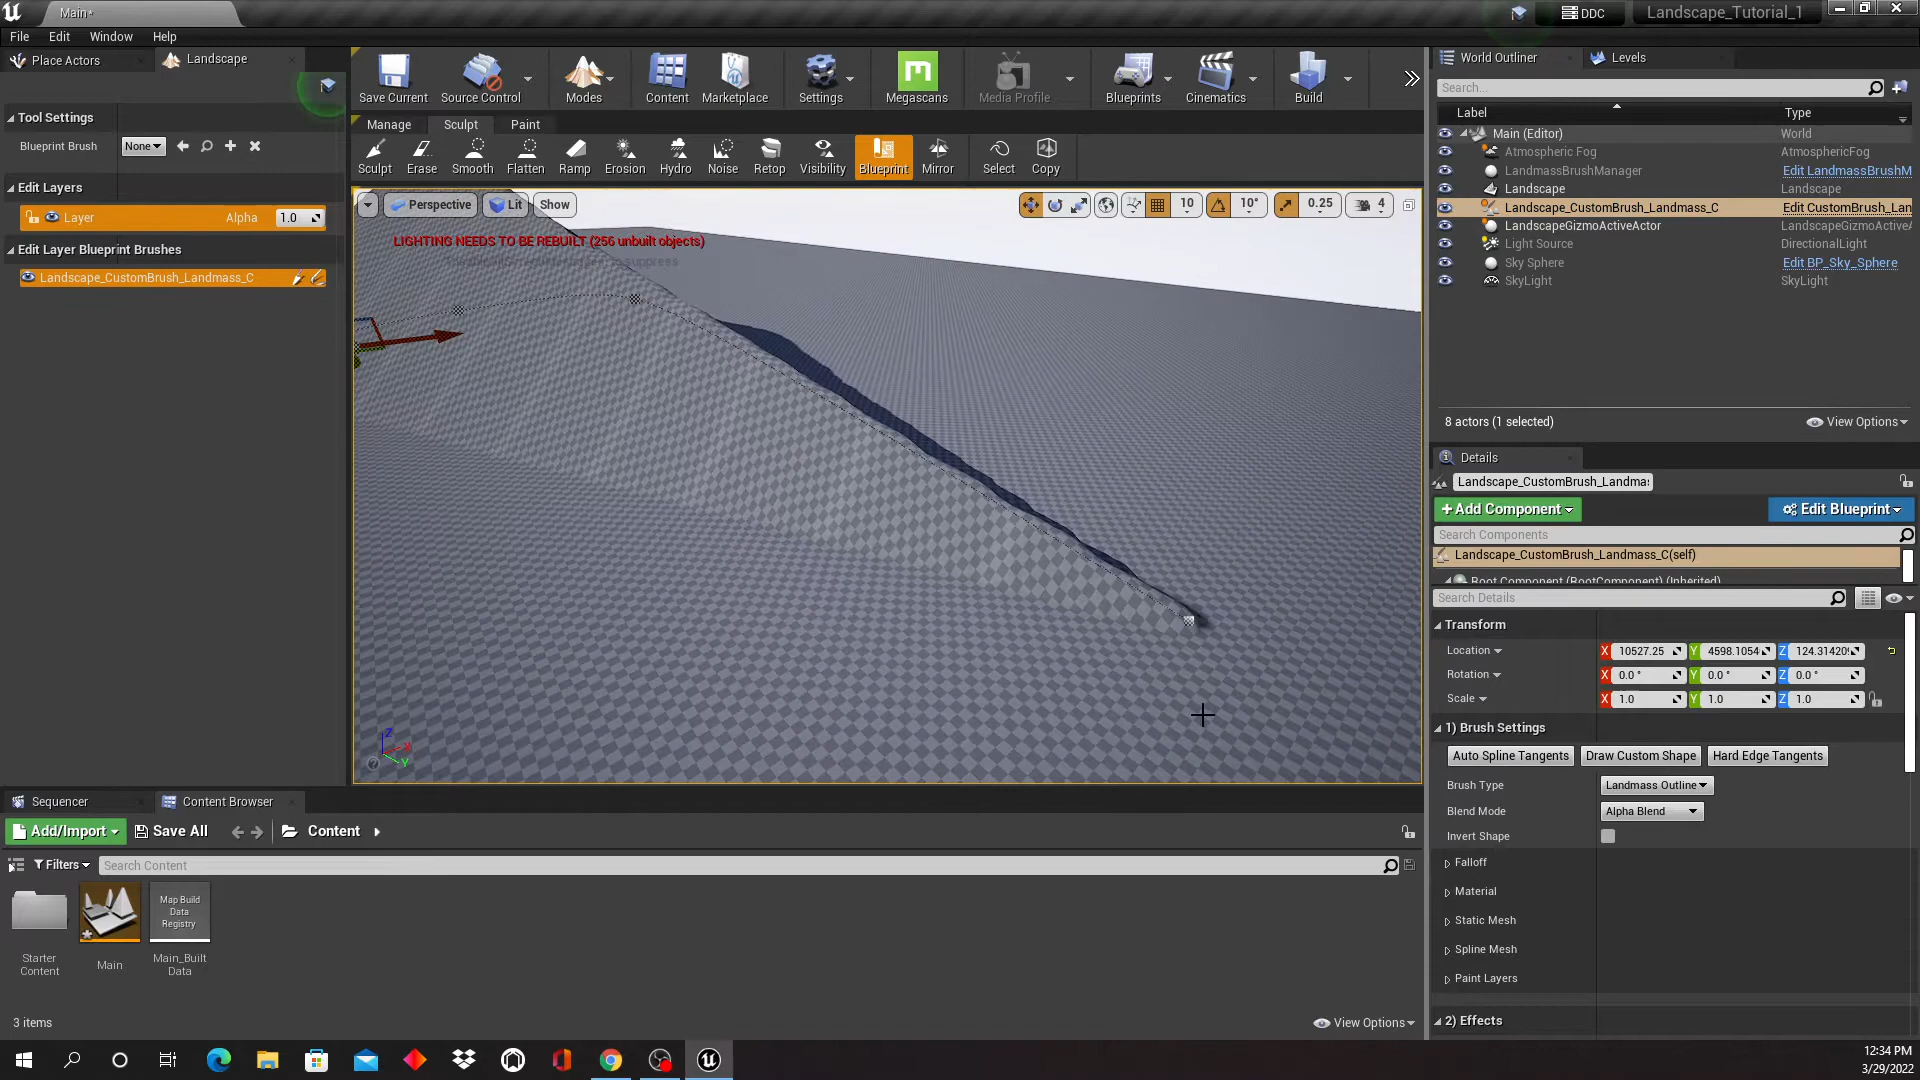 Main*
DDC
Landscape_Tutorial_1
File Edit Window Help
Place Actors
Landscape
Tool Settings
Blueprint Brush
None
Edit Layers
Layer
Alpha
1.0
Edit Layer Blueprint Brushes
Landscape_CustomBrush_Landmass_C
Save Current
Source Control
Modes
Content
Marketplace
Settings
Megascans
Media Profile
Blueprints
Cinematics
Build
Manage
Sculpt
Paint
Sculpt
Erase
Smooth
Flatten
Ramp
Erosion
Hydro
Noise
Retop
Visibility
Blueprint
Mirror
Select
Copy
Perspective
Lit
Show
10
10°
0.25
4
LIGHTING NEEDS TO BE REBUILT (256 unbuilt objects)
Z
X
Y
World Outliner
Levels
Search...
Label
Type
Main (Editor)
World
Atmospheric Fog
AtmosphericFog
LandmassBrushManager
Edit LandmassBrushM
Landscape
Landscape
Landscape_CustomBrush_Landmass_C
Edit CustomBrush_Lan
LandscapeGizmoActiveActor
LandscapeGizmoActiveA
Light Source
DirectionalLight
Sky Sphere
Edit BP_Sky_Sphere
SkyLight
SkyLight
8 actors (1 selected)
View Options
Details
Landscape_CustomBrush_Landmas
+ Add Component
Edit Blueprint
Search Components
Landscape_CustomBrush_Landmass_C(self)
Root Component (RootComponent) (Inherited)
Search Details
Transform
Location
X 10527.25 Y 4598.1054 Z 124.31420
Rotation
X 0.0 ° Y 0.0 ° Z 0.0 °
Scale
X 1.0 Y 1.0 Z 1.0
1) Brush Settings
Auto Spline Tangents
Draw Custom Shape
Hard Edge Tangents
Brush Type
Landmass Outline
Blend Mode
Alpha Blend
Invert Shape
Falloff
Material
Static Mesh
Spline Mesh
Paint Layers
2) Effects
Sequencer
Content Browser
Add/Import
Save All
Content
Filters
Search Content
Starter
Content
Main
Map Build
Data
Registry
Main_Built
Data
3 items
View Options
12:34 PM
3/29/2022